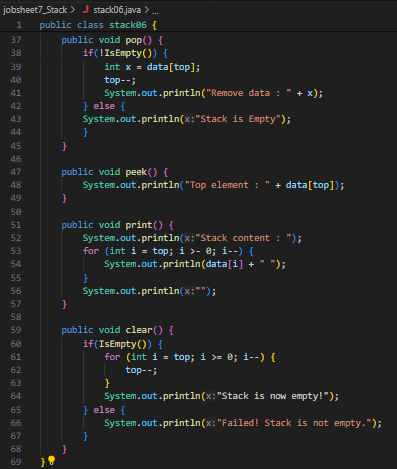 jobsheet7_Stack > J stack06.java > ...
1 public class stack06 {
37 public void pop() {
38 if(!IsEmpty()) {
39 int x = data[top];
40 top--;
41 System.out.println("Remove data : " + x);
42 } else {
43 System.out.println(x:"Stack is Empty");
44 }
45 }
46
47 public void peek() {
48 System.out.println("Top element : " + data[top]);
49 }
50
51 public void print() {
52 System.out.println(x:"Stack content : ");
53 for (int i = top; i >= 0; i--) {
54 System.out.println(data[i] + " ");
55 }
56 System.out.println(x:"");
57 }
58
59 public void clear() {
60 if(IsEmpty()) {
61 for (int i = top; i >= 0; i--) {
62 top--;
63 }
64 System.out.println(x:"Stack is now empty!");
65 } else {
66 System.out.println(x:"Failed! Stack is not empty.");
67 }
68 }
69 }